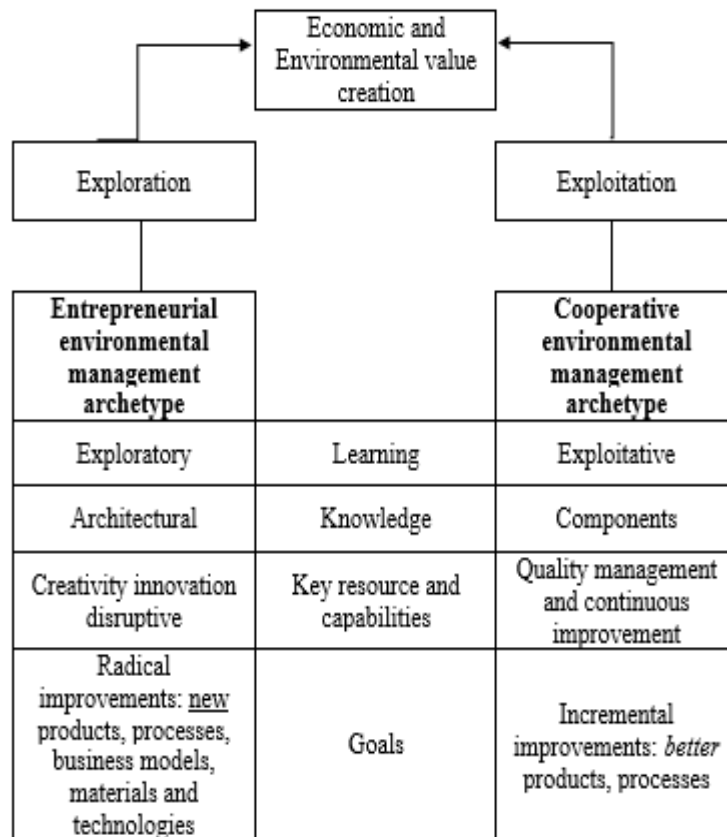 Economic and
Environmental value
creation
Exploration
Exploitation
Entrepreneurial
environmental
management
archetype
Cooperative
environmental
management
archetype
Exploratory
Learning
Exploitative
Architectural
Knowledge
Components
Creativity innovation
disruptive
Key resource and
capabilities
Quality management
and continuous
improvement
Radical
improvements: new
products, processes,
business models,
materials and
technologies
Goals
Incremental
improvements: better
products, processes